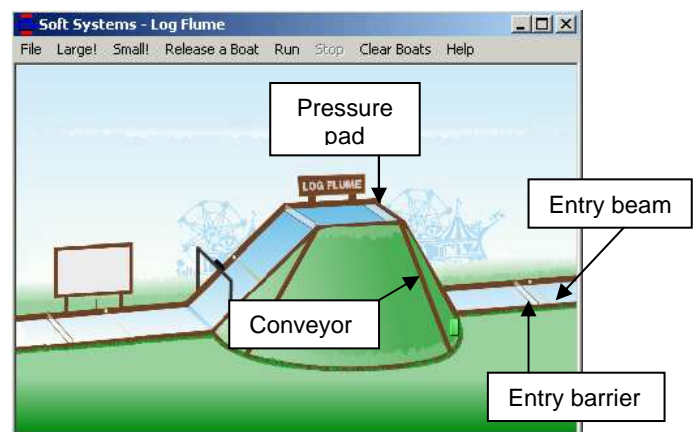 Soft Systems - Log Flume
File Large! Small! Release a Boat Run Stop Clear Boats Help
Pressure
pad
LOG FLUME
Entry beam
Conveyor
Entry barrier